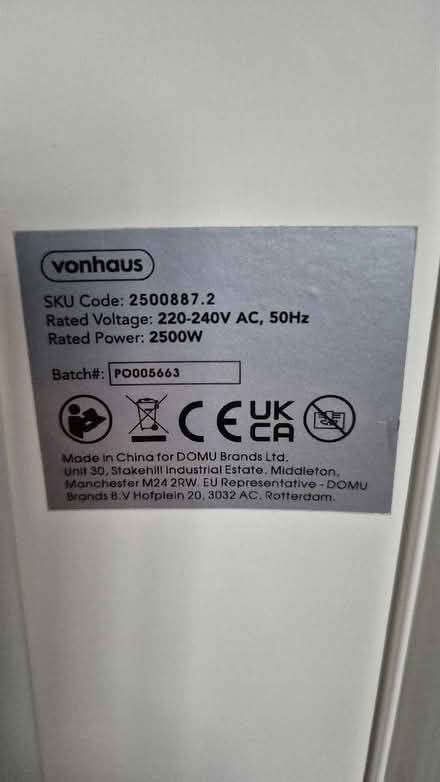 vonhaus
SKU Code: 2500887.2
Rated Voltage: 220-240V AC, 50Hz
Rated Power: 2500W
Batch#: PO005663
CE UK
CA
Made in China for DOMU Brands Ltd.
Unit 30, Stakehill Industrial Estate, Middleton,
Manchester M24 2RW. EU Representative - DOMU
Brands B.V Hofplein 20, 3032 AC. Rotterdam.